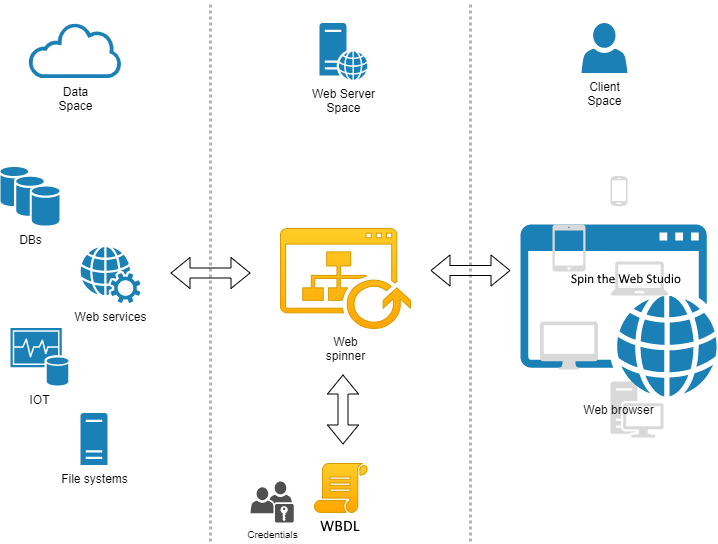 Data
Space
Web Server
Space
Client
Space
DBs
Web services
IOT
File systems
Web
spinner
Credentials
WBDL
Spin the Web Studio
Web browser